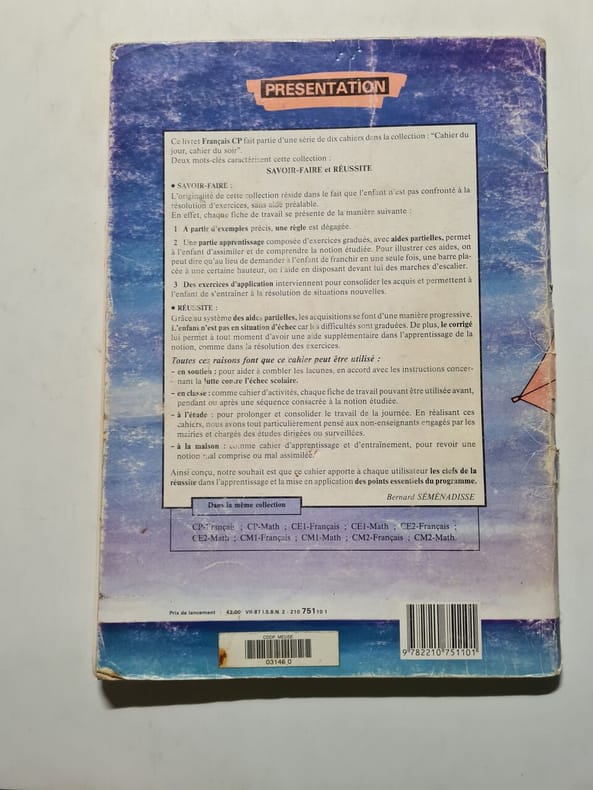 PRESENTATION
Ce livret Français CP fait partie d'une série de dix cahiers dans la collection : "Cahier du
jour, cahier du soir".
Deux mots-clés caractérisent cette collection :
SAVOIR-FAIRE et RÉUSSITE
• SAVOIR-FAIRE :
L'originalité de cette collection réside dans le fait que l'enfant n'est pas confronté à la
résolution d'exercices, sans aide préalable.
En effet, chaque fiche de travail se présente de la manière suivante :
1 A partir d'exemples précis, une règle est dégagée.
2 Une partie apprentissage composée d'exercices gradués, avec aides partielles, permet
à l'enfant d'assimiler et de comprendre la notion étudiée. Pour illustrer ces aides, on
peut dire qu'au lieu de demander à l'enfant de franchir en une seule fois, une barre pla-
cée à une certaine hauteur, on l'aide en disposant devant lui des marches d'escalier.
3 Des exercices d'application interviennent pour consolider les acquis et permettent à
l'enfant de s'entraîner à la résolution de situations nouvelles.
• RÉUSSITE :
Grâce au système des aides partielles, les acquisitions se font d'une manière progressive.
L'enfant n'est pas en situation d'échec car les difficultés sont graduées. De plus, le corrigé
lui permet à tout moment d'avoir une aide supplémentaire dans l'apprentissage de la
notion, comme dans la résolution des exercices.
Toutes ces raisons font que ce cahier peut être utilisé :
– en soutien : pour aider à combler les lacunes, en accord avec les instructions concer-
nant la lutte contre l'échec scolaire.
– en classe : comme cahier d'activités, chaque fiche de travail pouvant être utilisée avant,
pendant ou après une séquence consacrée à la notion étudiée.
– à l'étude : pour prolonger et consolider le travail de la journée. En réalisant ces
cahiers, nous avons tout particulièrement pensé aux non-enseignants engagés par les
mairies et chargés des études dirigées ou surveillées.
– à la maison : comme cahier d'apprentissage et d'entraînement, pour revoir une
notion mal comprise ou mal assimilée.
Ainsi conçu, notre souhait est que ce cahier apporte à chaque utilisateur les clefs de la
réussite dans l'apprentissage et la mise en application des points essentiels du programme.
Bernard SÉMÉNADISSE
Dans la même collection
CP-Français ; CP-Math ; CE1-Français ; CE1-Math ; CE2-Français ;
CE2-Math ; CM1-Français ; CM1-Math ; CM2-Français ; CM2-Math.
Prix de lancement : 42,00 VII-87 I.S.B.N. 2 - 210 751 10 1
9 782210 751101
CDDP MEUSE
03146 0